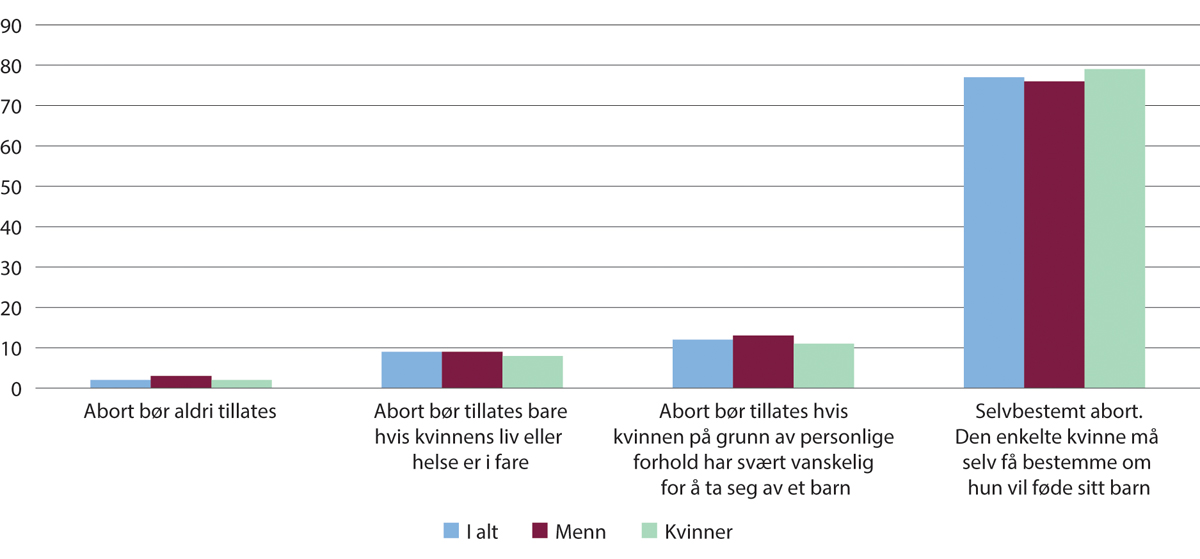 90
80
70
60
50
40
30
20
10
0
Abort bør aldri tillates
Abort bør tillates bare
hvis kvinnens liv eller
helse er i fare
Abort bør tillates hvis
kvinnen på grunn av personlige
forhold har svært vanskelig
for å ta seg av et barn
Selvbestemt abort.
Den enkelte kvinne må
selv få bestemme om
hun vil føde sitt barn
I alt
Menn
Kvinner